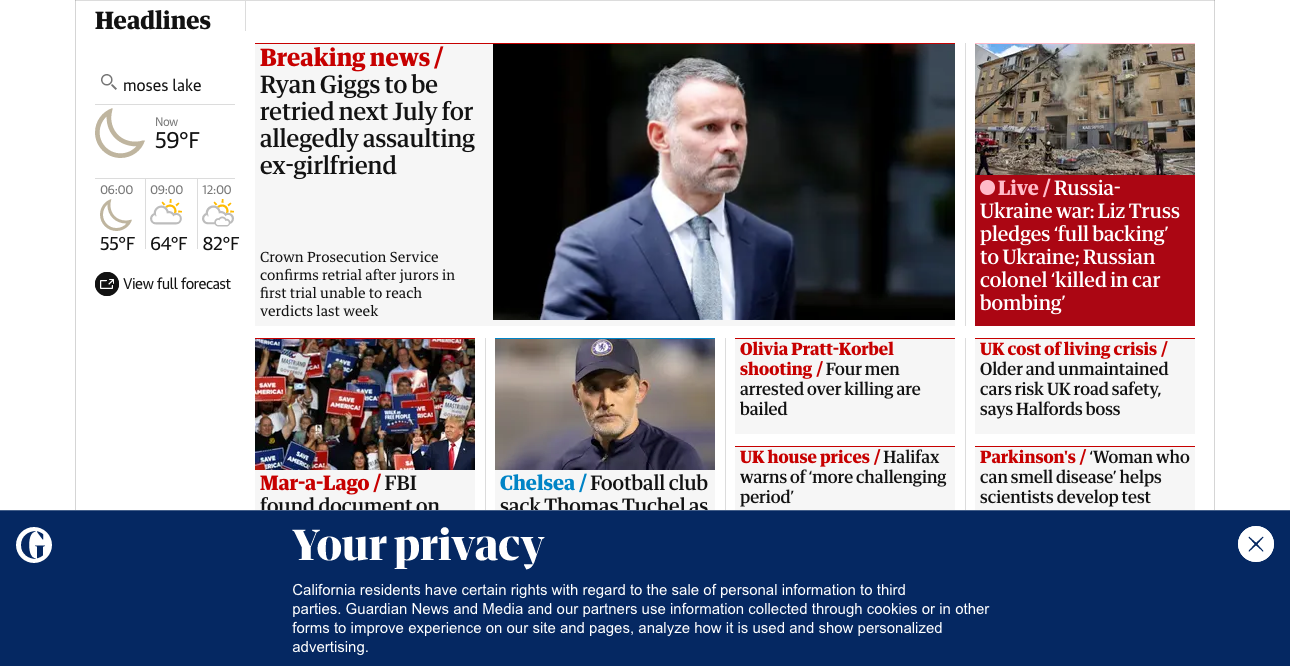 Headlines
moses lake
Now
59°F
06:00
09:00
12:00
55°F
64°F
82°F
View full forecast
Breaking news /
Ryan Giggs to be
retried next July for
allegedly assaulting
ex-girlfriend
Crown Prosecution Service
confirms retrial after jurors in
first trial unable to reach
verdicts last week
Live / Russia-
Ukraine war: Liz Truss
pledges ‘full backing’
to Ukraine; Russian
colonel ‘killed in car
bombing’
MASTRIANO
SAVE
AMERICA!
SAVE
AMERICA!
SAVE
AMERICA!
MASTRIANO
Mar-a-Lago / FBI
found document on
Chelsea / Football club
sack Thomas Tuchel as
Olivia Pratt-Korbel
shooting / Four men
arrested over killing are
bailed
UK cost of living crisis /
Older and unmaintained
cars risk UK road safety,
says Halfords boss
UK house prices / Halifax
warns of ‘more challenging
period’
Parkinson's / ‘Woman who
can smell disease’ helps
scientists develop test
G
Your privacy
California residents have certain rights with regard to the sale of personal information to third
parties. Guardian News and Media and our partners use information collected through cookies or in other
forms to improve experience on our site and pages, analyze how it is used and show personalized
advertising.